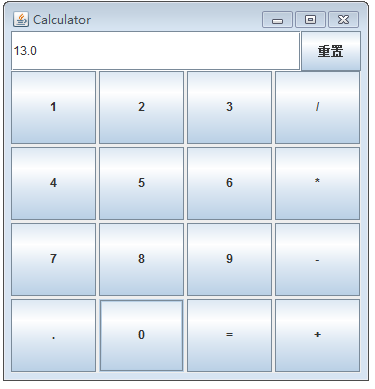 Calculator
13.0 重置
1 2 3 /
4 5 6 *
7 8 9 -
. 0 = +